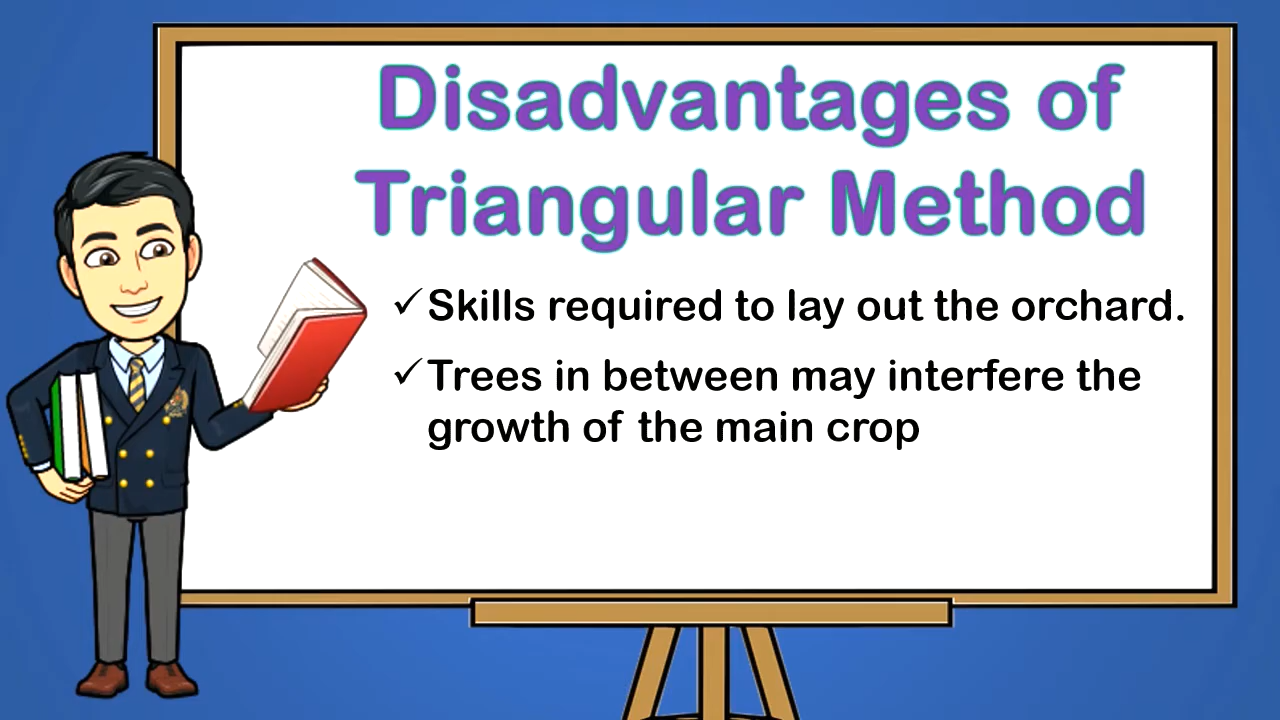 Disadvantages of
Triangular Method
✓Skills required to lay out the orchard.
✓Trees in between may interfere the
growth of the main crop